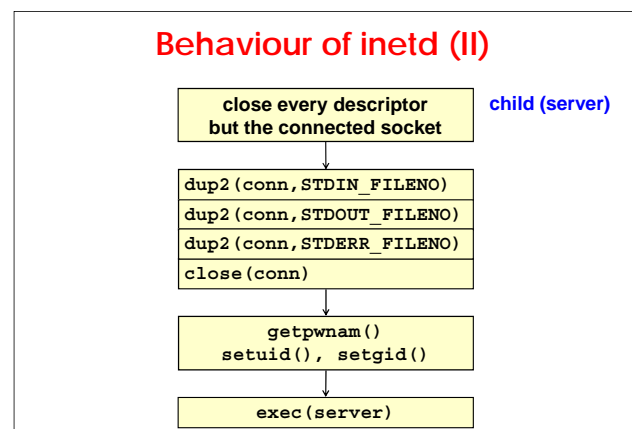 Behaviour of inetd (II)
close every descriptor
but the connected socket
child (server)
dup2(conn,STDIN_FILENO)
dup2(conn,STDOUT_FILENO)
dup2(conn,STDERR_FILENO)
close(conn)
getpwnam()
setuid(), setgid()
exec(server)